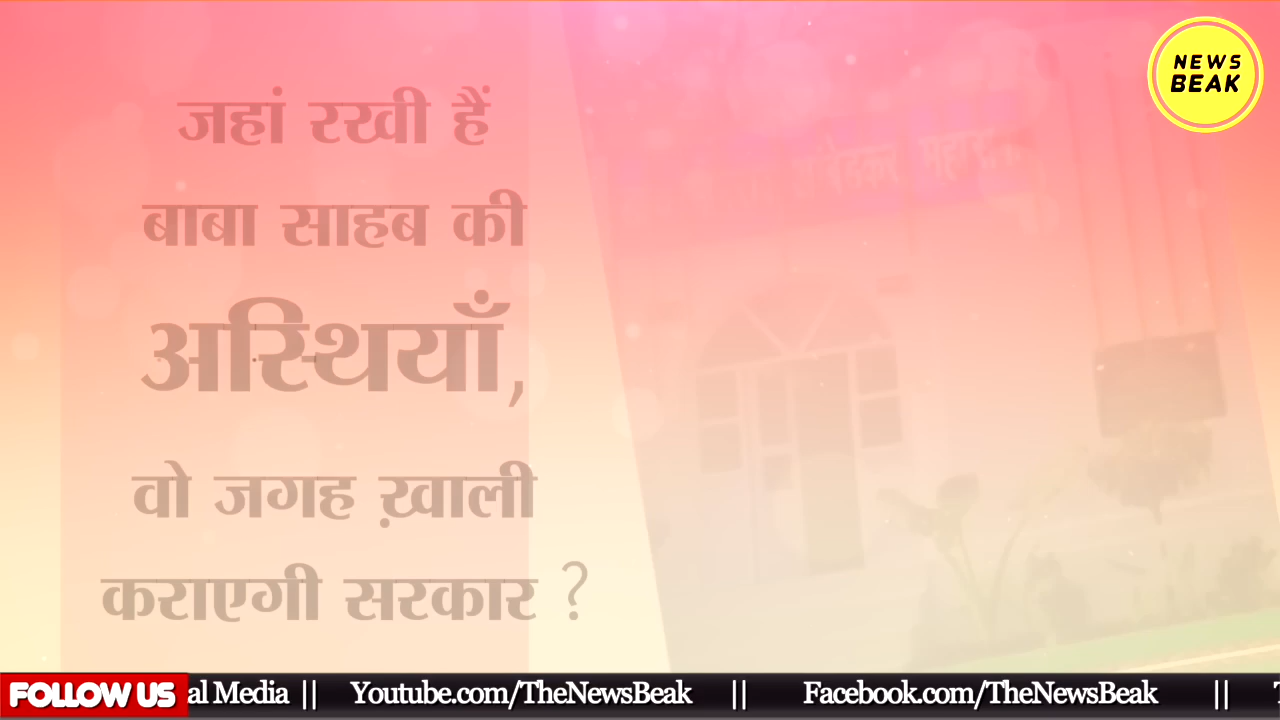 जहां रखी हैं
बाबा साहब की
अस्थियाँ,
वो जगह ख़ाली
कराएगी सरकार ?
NEWS
BEAK
FOLLOW US al Media || Youtube.com/TheNewsBeak || Facebook.com/TheNewsBeak ||